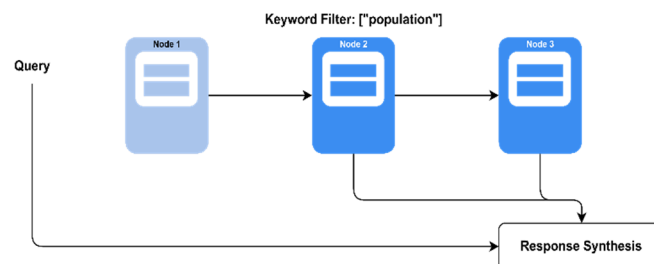 Keyword Filter: ["population"]
Node 1
Node 2
Node 3
Query
Response Synthesis